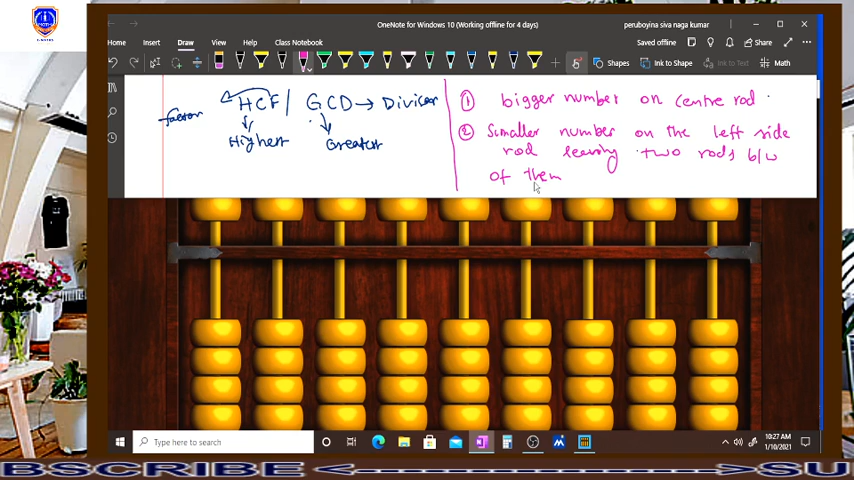 OneNote for Windows 10 (Working offline for 4 days)
peruboyina siva naga kumar
Home Insert Draw View Help Class Notebook
Saved offline Share
Shapes Ink to Shape Ink to Text Math
factor HCF/ GCD → Divicor
Highest Greatest
① bigger number on centre rod.
② Smaller number on the left side
rod leaving two rods b/w
of them
Type here to search
10:27 AM
1/10/2021
BSCRIBE SU